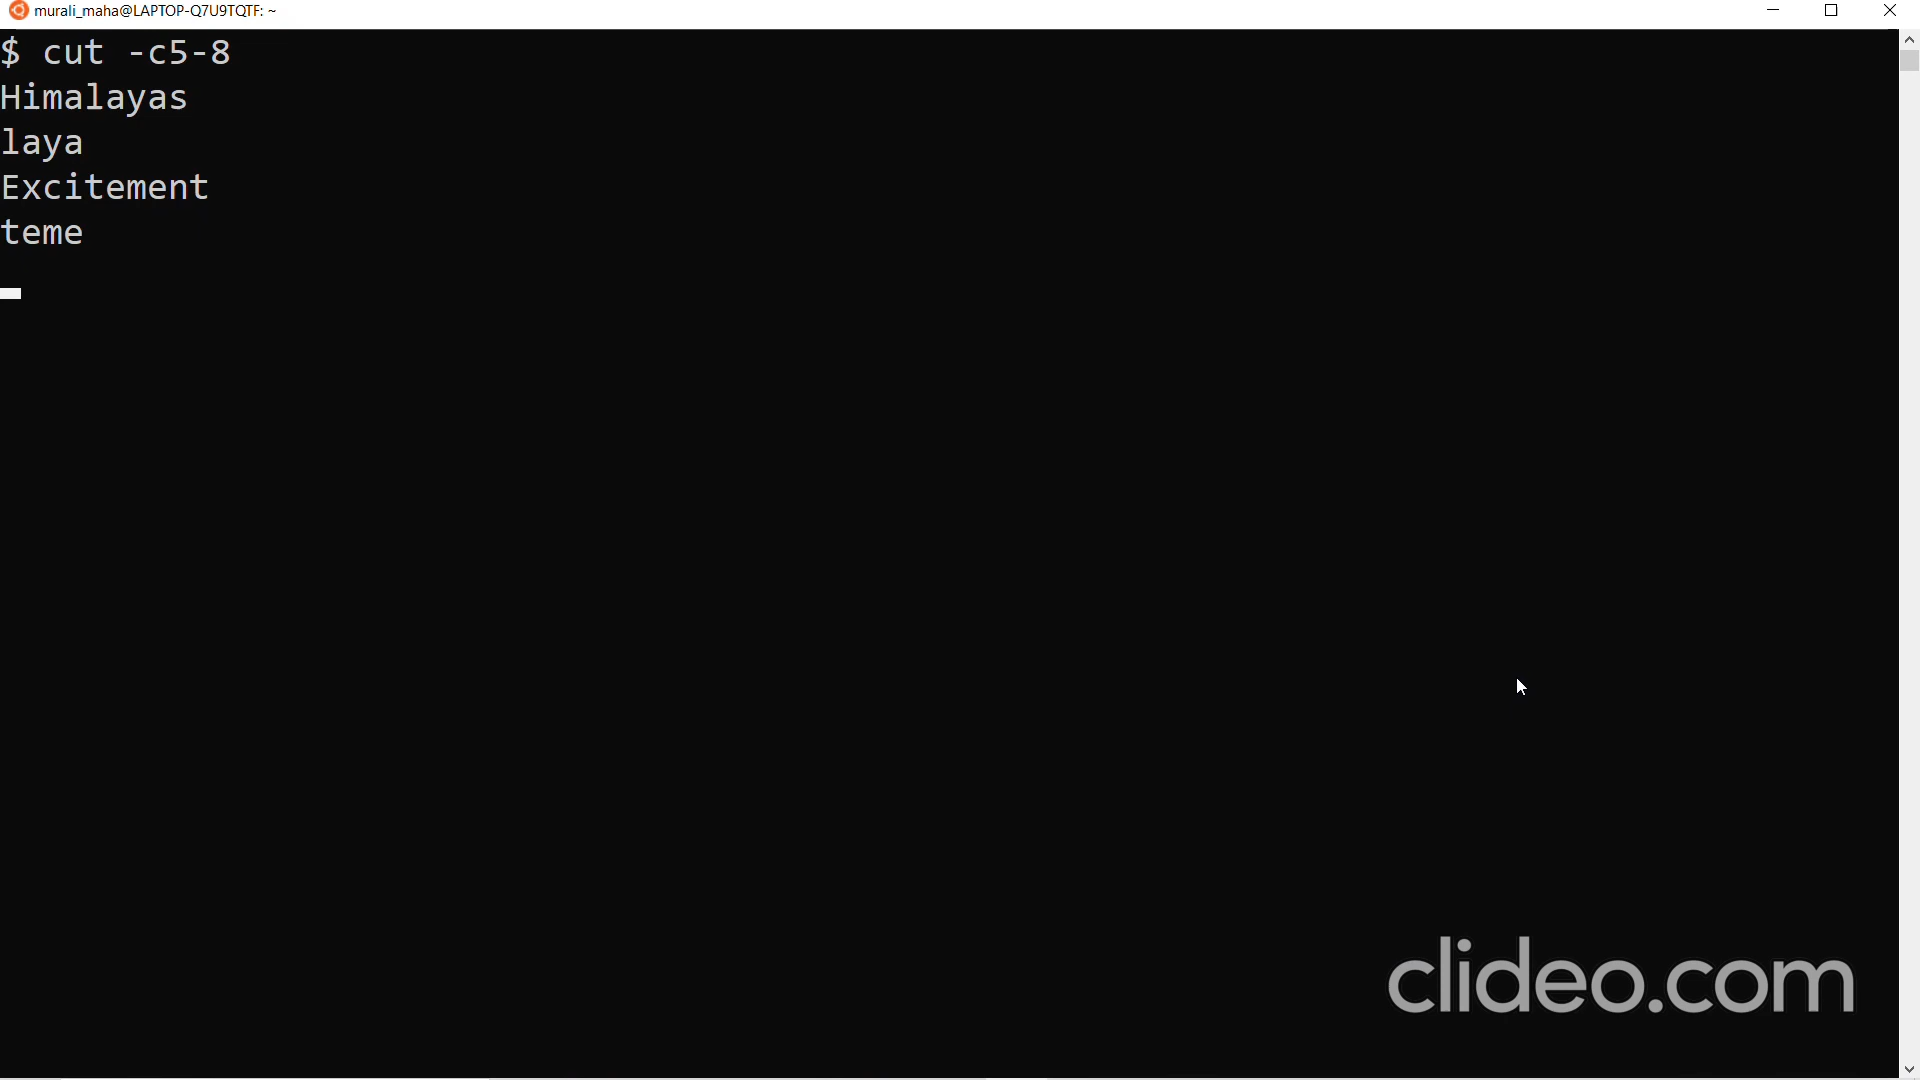 murali_maha@LAPTOP-Q7U9TQTF: ~
$ cut -c5-8
Himalayas
laya
Excitement
teme
clideo.com